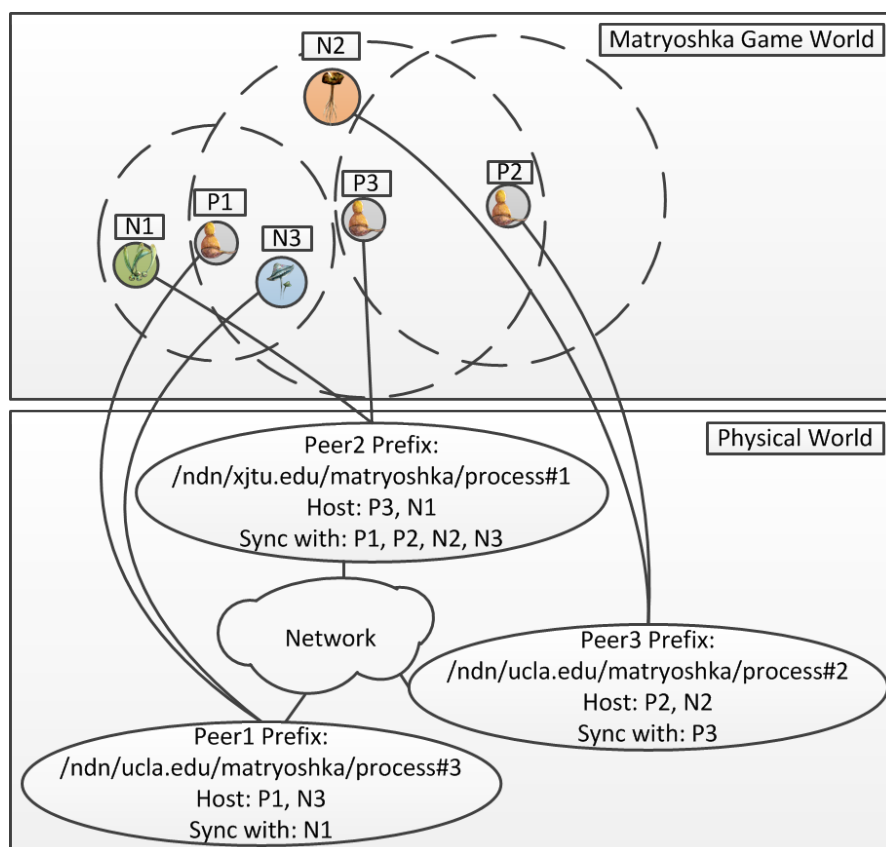 N2
Matryoshka Game World
P3
P2
P1
N1
N3
Physical World
Peer2 Prefix:
/ndn/xjtu.edu/matryoshka/process#1
Host: P3, N1
Sync with: P1, P2, N2, N3
Network
Peer3 Prefix:
/ndn/ucla.edu/matryoshka/process#2
Host: P2, N2
Sync with: P3
Peer1 Prefix:
/ndn/ucla.edu/matryoshka/process#3
Host: P1, N3
Sync with: N1